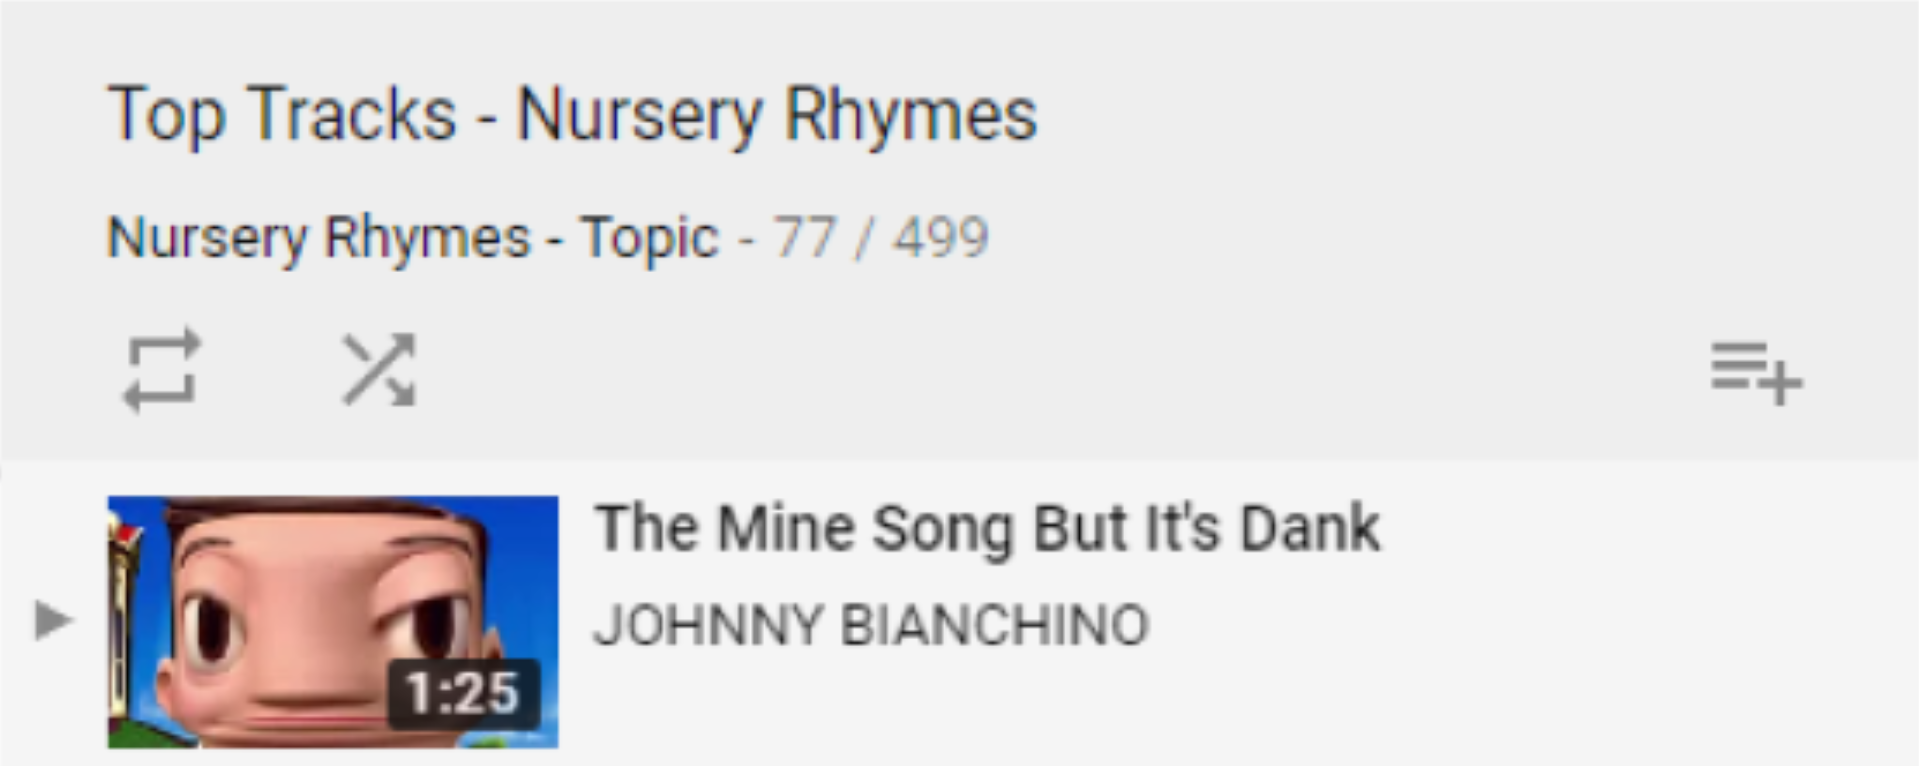 Top Tracks - Nursery Rhymes
Nursery Rhymes - Topic - 77 / 499
The Mine Song But It's Dank
JOHNNY BIANCHINO
1:25